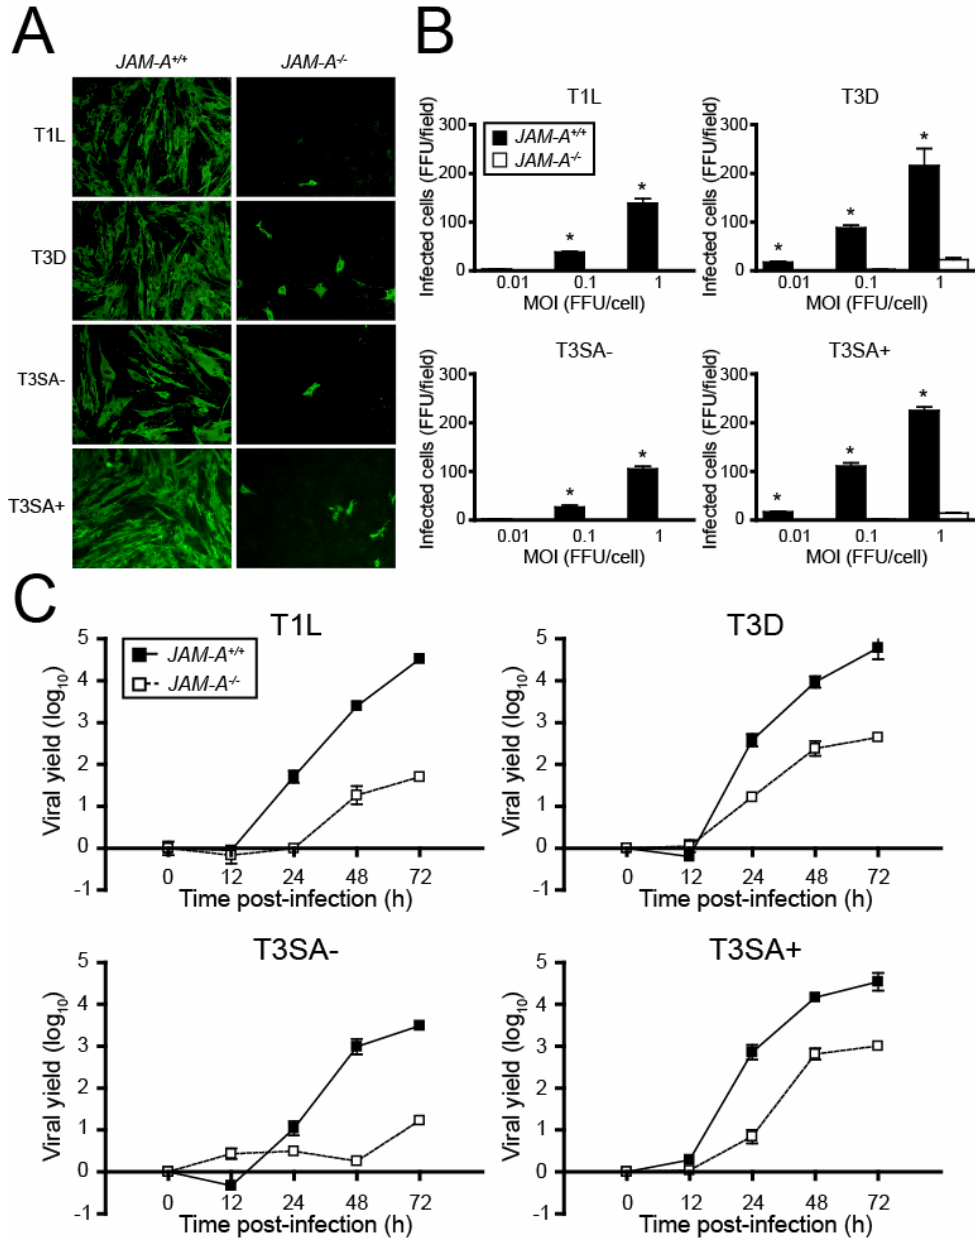 A
JAM-A+/+
JAM-A-/-
T1L
T3D
T3SA-
T3SA+
B
T1L
Infected cells (FFU/field)
300
200
100
0
JAM-A+/+
JAM-A-/-
*
*
0.01
0.1
1
MOI (FFU/cell)
T3D
Infected cells (FFU/field)
300
200
100
0
*
*
*
0.01
0.1
1
MOI (FFU/cell)
T3SA-
Infected cells (FFU/field)
300
200
100
0
*
*
0.01
0.1
1
MOI (FFU/cell)
T3SA+
Infected cells (FFU/field)
300
200
100
0
*
*
*
0.01
0.1
1
MOI (FFU/cell)
C
T1L
Viral yield (log10)
5
4
3
2
1
0
-1
JAM-A+/+
JAM-A-/-
0 12 24 48 72
Time post-infection (h)
T3D
Viral yield (log10)
5
4
3
2
1
0
-1
0 12 24 48 72
Time post-infection (h)
T3SA-
Viral yield (log10)
5
4
3
2
1
0
-1
0 12 24 48 72
Time post-infection (h)
T3SA+
Viral yield (log10)
5
4
3
2
1
0
-1
0 12 24 48 72
Time post-infection (h)